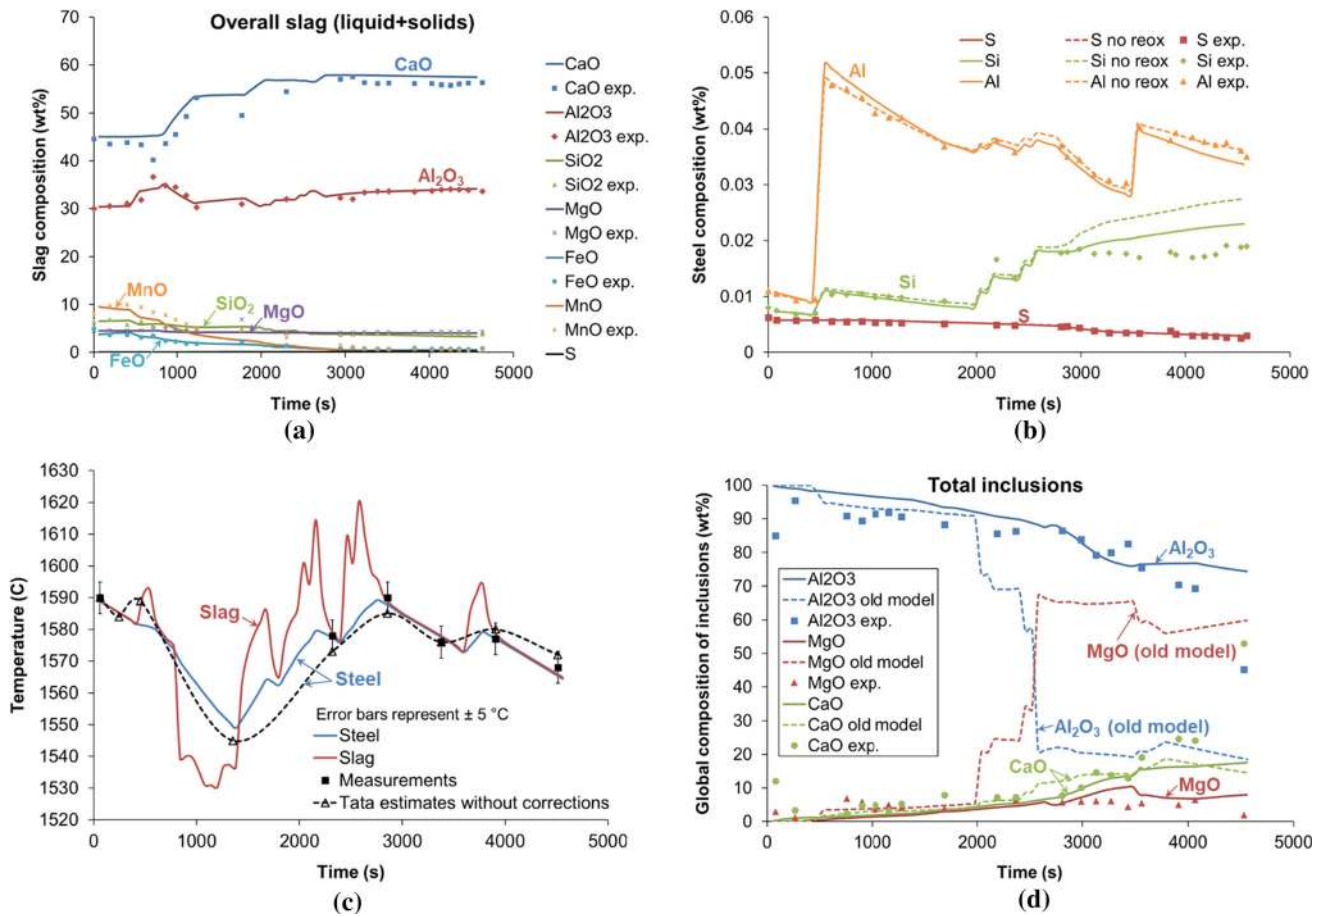 Overall slag (liquid+solids)
Slag composition (wt%)
70
60
50
40
30
20
10
0
CaO
Al₂O₃
MnO
SiO₂
MgO
FeO
0 1000 2000 3000 4000 5000
Time (s)
CaO
CaO exp.
Al2O3
Al2O3 exp.
SiO2
SiO2 exp.
MgO
MgO exp.
FeO
FeO exp.
MnO
MnO exp.
S
(a)
Steel composition (wt%)
0.06
0.05
0.04
0.03
0.02
0.01
0
S S no reox S exp.
Si Si no reox Si exp.
Al Al no reox Al exp.
Al
Si
S
0 1000 2000 3000 4000 5000
Time (s)
(b)
Temperature (C)
1630
1620
1610
1600
1590
1580
1570
1560
1550
1540
1530
1520
Slag
Steel
Error bars represent ± 5 °C
Steel
Slag
Measurements
Tata estimates without corrections
0 1000 2000 3000 4000 5000
Time (s)
(c)
Total inclusions
Global composition of inclusions (wt%)
100
90
80
70
60
50
40
30
20
10
0
Al2O3
Al2O3 old model
Al2O3 exp.
MgO
MgO old model
MgO exp.
CaO
CaO old model
CaO exp.
Al₂O₃
MgO (old model)
Al₂O₃ (old model)
CaO
MgO
0 1000 2000 3000 4000 5000
Time (s)
(d)